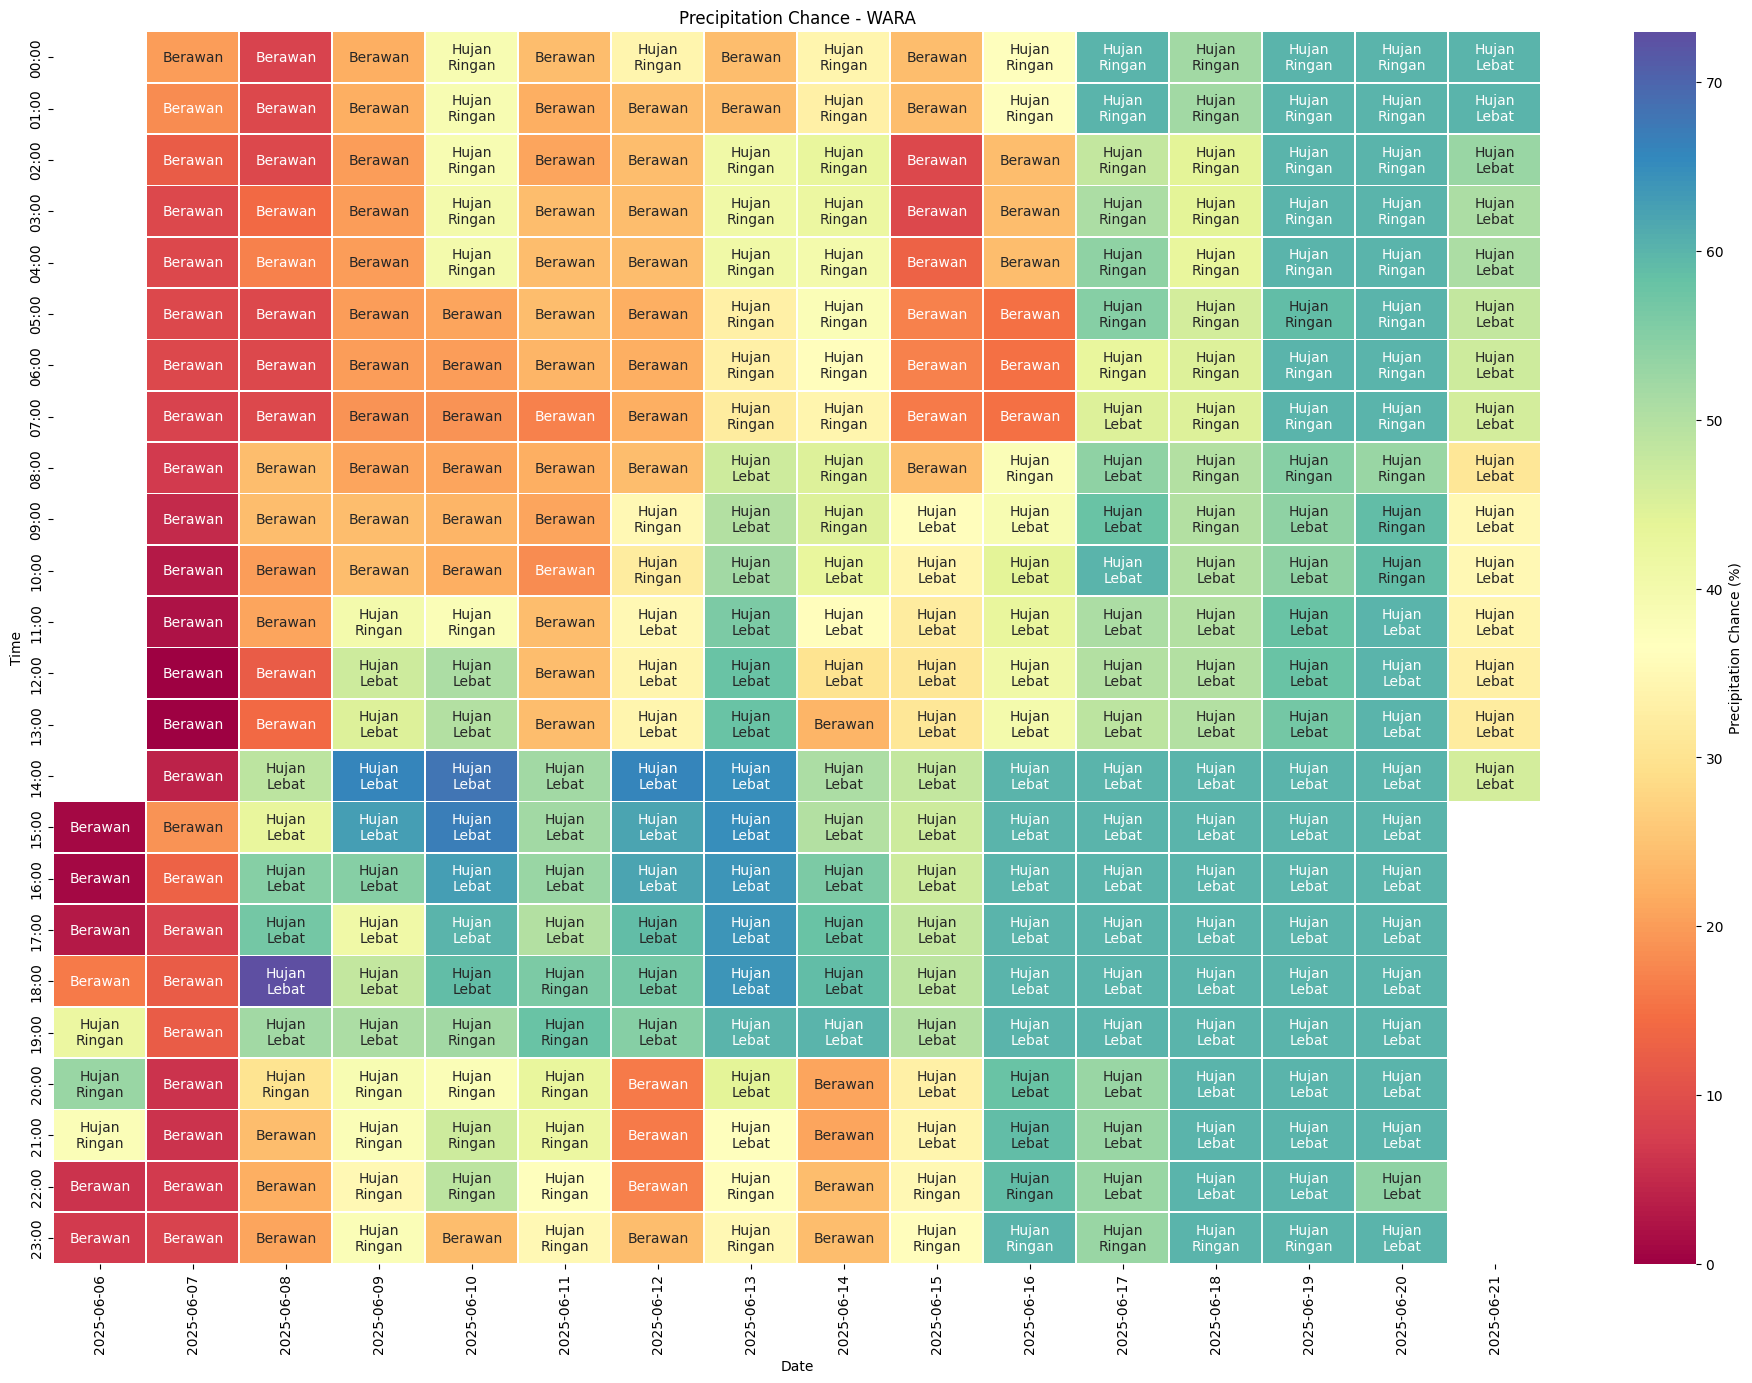 Precipitation Chance - WARA
00:00 Berawan Berawan Berawan Hujan Ringan Berawan Hujan Ringan Berawan Hujan Ringan Berawan Hujan Ringan Hujan Ringan Hujan Ringan Hujan Ringan Hujan Ringan Hujan Lebat
01:00 Berawan Berawan Berawan Hujan Ringan Berawan Berawan Berawan Hujan Ringan Berawan Hujan Ringan Hujan Ringan Hujan Ringan Hujan Ringan Hujan Ringan Hujan Lebat
02:00 Berawan Berawan Berawan Hujan Ringan Berawan Berawan Hujan Ringan Hujan Ringan Berawan Berawan Hujan Ringan Hujan Ringan Hujan Ringan Hujan Ringan Hujan Lebat
03:00 Berawan Berawan Berawan Hujan Ringan Berawan Berawan Hujan Ringan Hujan Ringan Berawan Berawan Hujan Ringan Hujan Ringan Hujan Ringan Hujan Ringan Hujan Lebat
04:00 Berawan Berawan Berawan Hujan Ringan Berawan Berawan Hujan Ringan Hujan Ringan Berawan Berawan Hujan Ringan Hujan Ringan Hujan Ringan Hujan Ringan Hujan Lebat
05:00 Berawan Berawan Berawan Berawan Berawan Berawan Hujan Ringan Hujan Ringan Berawan Berawan Hujan Ringan Hujan Ringan Hujan Ringan Hujan Ringan Hujan Lebat
06:00 Berawan Berawan Berawan Berawan Berawan Berawan Hujan Ringan Hujan Ringan Berawan Berawan Hujan Ringan Hujan Ringan Hujan Ringan Hujan Ringan Hujan Lebat
07:00 Berawan Berawan Berawan Berawan Berawan Berawan Hujan Ringan Hujan Ringan Berawan Berawan Hujan Lebat Hujan Ringan Hujan Ringan Hujan Ringan Hujan Lebat
08:00 Berawan Berawan Berawan Berawan Berawan Berawan Hujan Lebat Hujan Ringan Berawan Hujan Ringan Hujan Lebat Hujan Ringan Hujan Ringan Hujan Ringan Hujan Lebat
09:00 Berawan Berawan Berawan Berawan Berawan Hujan Ringan Hujan Lebat Hujan Ringan Hujan Lebat Hujan Lebat Hujan Lebat Hujan Ringan Hujan Lebat Hujan Ringan Hujan Lebat
10:00 Berawan Berawan Berawan Berawan Berawan Hujan Ringan Hujan Lebat Hujan Lebat Hujan Lebat Hujan Lebat Hujan Lebat Hujan Lebat Hujan Lebat Hujan Ringan Hujan Lebat
11:00 Berawan Berawan Hujan Ringan Hujan Ringan Berawan Hujan Lebat Hujan Lebat Hujan Lebat Hujan Lebat Hujan Lebat Hujan Lebat Hujan Lebat Hujan Lebat Hujan Lebat Hujan Lebat
12:00 Berawan Berawan Hujan Lebat Hujan Lebat Berawan Hujan Lebat Hujan Lebat Hujan Lebat Hujan Lebat Hujan Lebat Hujan Lebat Hujan Lebat Hujan Lebat Hujan Lebat Hujan Lebat
13:00 Berawan Berawan Hujan Lebat Hujan Lebat Berawan Hujan Lebat Hujan Lebat Berawan Hujan Lebat Hujan Lebat Hujan Lebat Hujan Lebat Hujan Lebat Hujan Lebat Hujan Lebat
14:00 Berawan Hujan Lebat Hujan Lebat Hujan Lebat Hujan Lebat Hujan Lebat Hujan Lebat Hujan Lebat Hujan Lebat Hujan Lebat Hujan Lebat Hujan Lebat Hujan Lebat Hujan Lebat Hujan Lebat
15:00 Berawan Berawan Hujan Lebat Hujan Lebat Hujan Lebat Hujan Lebat Hujan Lebat Hujan Lebat Hujan Lebat Hujan Lebat Hujan Lebat Hujan Lebat Hujan Lebat Hujan Lebat Hujan Lebat
16:00 Berawan Berawan Hujan Lebat Hujan Lebat Hujan Lebat Hujan Lebat Hujan Lebat Hujan Lebat Hujan Lebat Hujan Lebat Hujan Lebat Hujan Lebat Hujan Lebat Hujan Lebat Hujan Lebat
17:00 Berawan Berawan Hujan Lebat Hujan Lebat Hujan Lebat Hujan Lebat Hujan Lebat Hujan Lebat Hujan Lebat Hujan Lebat Hujan Lebat Hujan Lebat Hujan Lebat Hujan Lebat Hujan Lebat
18:00 Berawan Berawan Hujan Lebat Hujan Lebat Hujan Lebat Hujan Ringan Hujan Lebat Hujan Lebat Hujan Lebat Hujan Lebat Hujan Lebat Hujan Lebat Hujan Lebat Hujan Lebat Hujan Lebat
19:00 Hujan Ringan Berawan Hujan Lebat Hujan Lebat Hujan Ringan Hujan Ringan Hujan Lebat Hujan Lebat Hujan Lebat Hujan Lebat Hujan Lebat Hujan Lebat Hujan Lebat Hujan Lebat Hujan Lebat
20:00 Hujan Ringan Berawan Hujan Ringan Hujan Ringan Hujan Ringan Hujan Ringan Berawan Hujan Lebat Berawan Hujan Lebat Hujan Lebat Hujan Lebat Hujan Lebat Hujan Lebat Hujan Lebat
21:00 Hujan Ringan Berawan Berawan Hujan Ringan Hujan Ringan Hujan Ringan Berawan Hujan Lebat Berawan Hujan Lebat Hujan Lebat Hujan Lebat Hujan Lebat Hujan Lebat Hujan Lebat
22:00 Berawan Berawan Berawan Hujan Ringan Hujan Ringan Hujan Ringan Berawan Hujan Ringan Berawan Hujan Ringan Hujan Ringan Hujan Lebat Hujan Lebat Hujan Lebat Hujan Lebat
23:00 Berawan Berawan Berawan Hujan Ringan Berawan Hujan Ringan Berawan Hujan Ringan Berawan Hujan Ringan Hujan Ringan Hujan Ringan Hujan Ringan Hujan Ringan Hujan Lebat
Time
2025-06-06 2025-06-07 2025-06-08 2025-06-09 2025-06-10 2025-06-11 2025-06-12 2025-06-13 2025-06-14 2025-06-15 2025-06-16 2025-06-17 2025-06-18 2025-06-19 2025-06-20 2025-06-21
Date
70
60
50
40
30
20
10
0
Precipitation Chance (%)